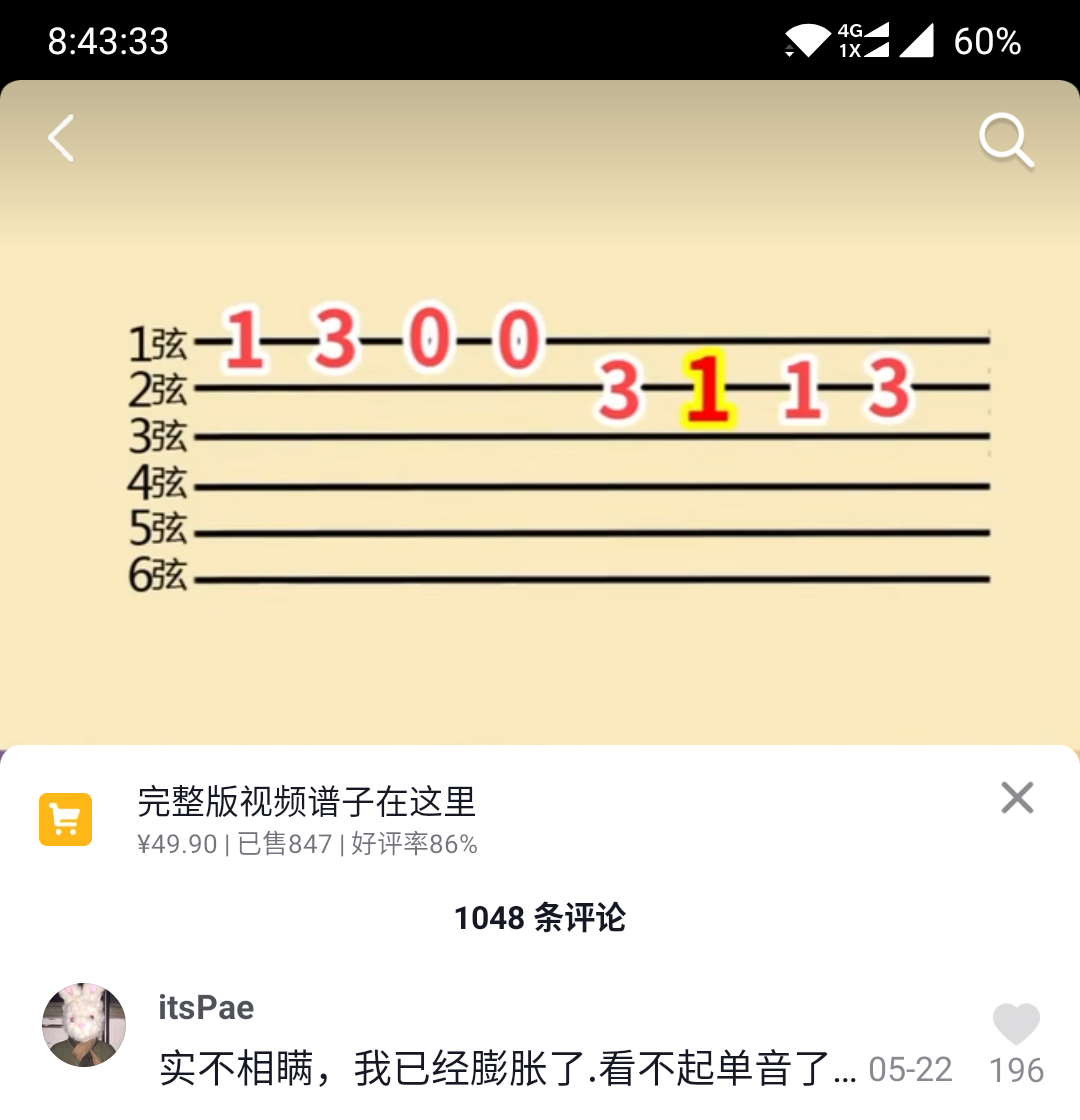 8:43:33 4G 1X 60%
1弦 1 3 0 0
2弦 3 1 1 3
3弦
4弦
5弦
6弦
完整版视频谱子在这里
¥49.90 | 已售847 | 好评率86%
1048 条评论
itsPae
实不相瞒，我已经膨胀了.看不起单音了... 05-22 196